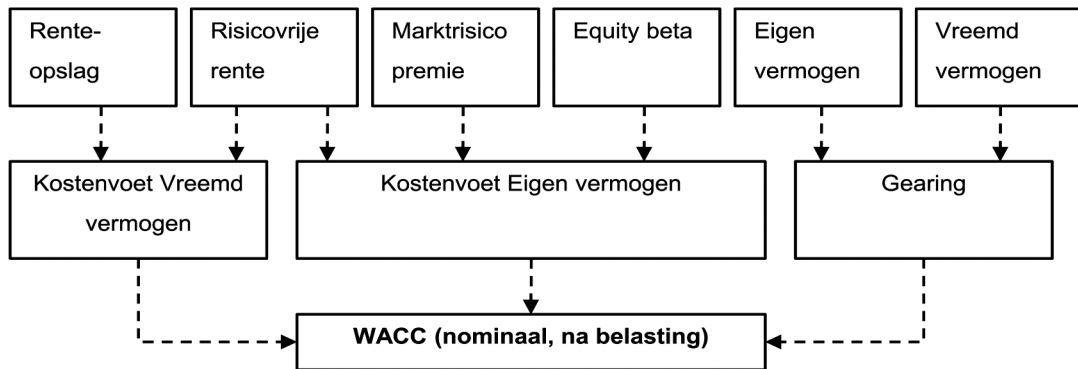 Rente-
opslag
Risicovrije
rente
Marktrisico
premie
Equity beta
Eigen
vermogen
Vreemd
vermogen
Kostenvoet Vreemd
vermogen
Kostenvoet Eigen vermogen
Gearing
WACC (nominaal, na belasting)